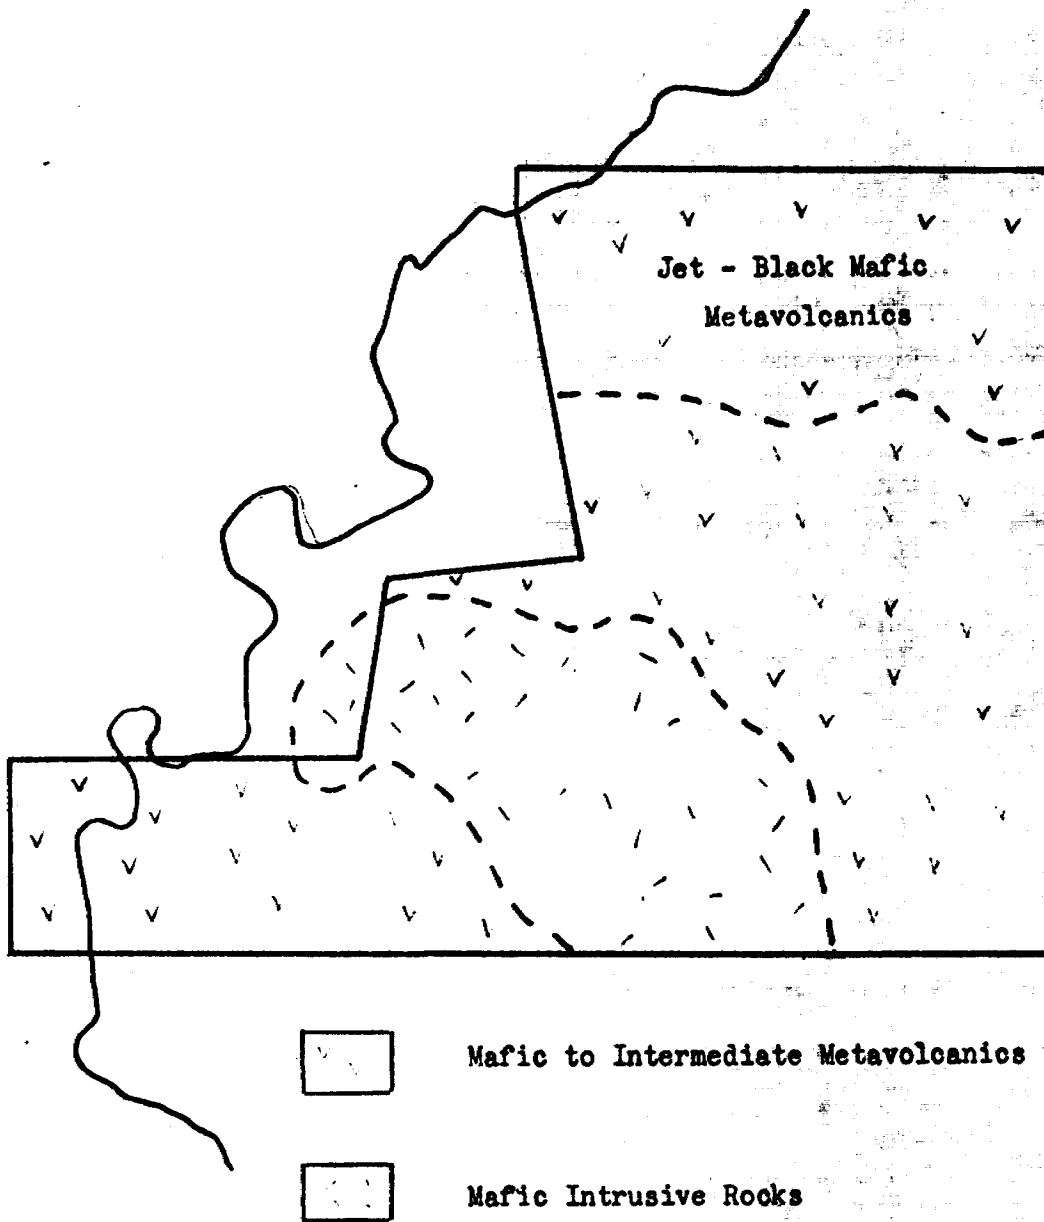 Jet - Black Mafic
Metavolcanics
Mafic to Intermediate Metavolcanics
Mafic Intrusive Rocks